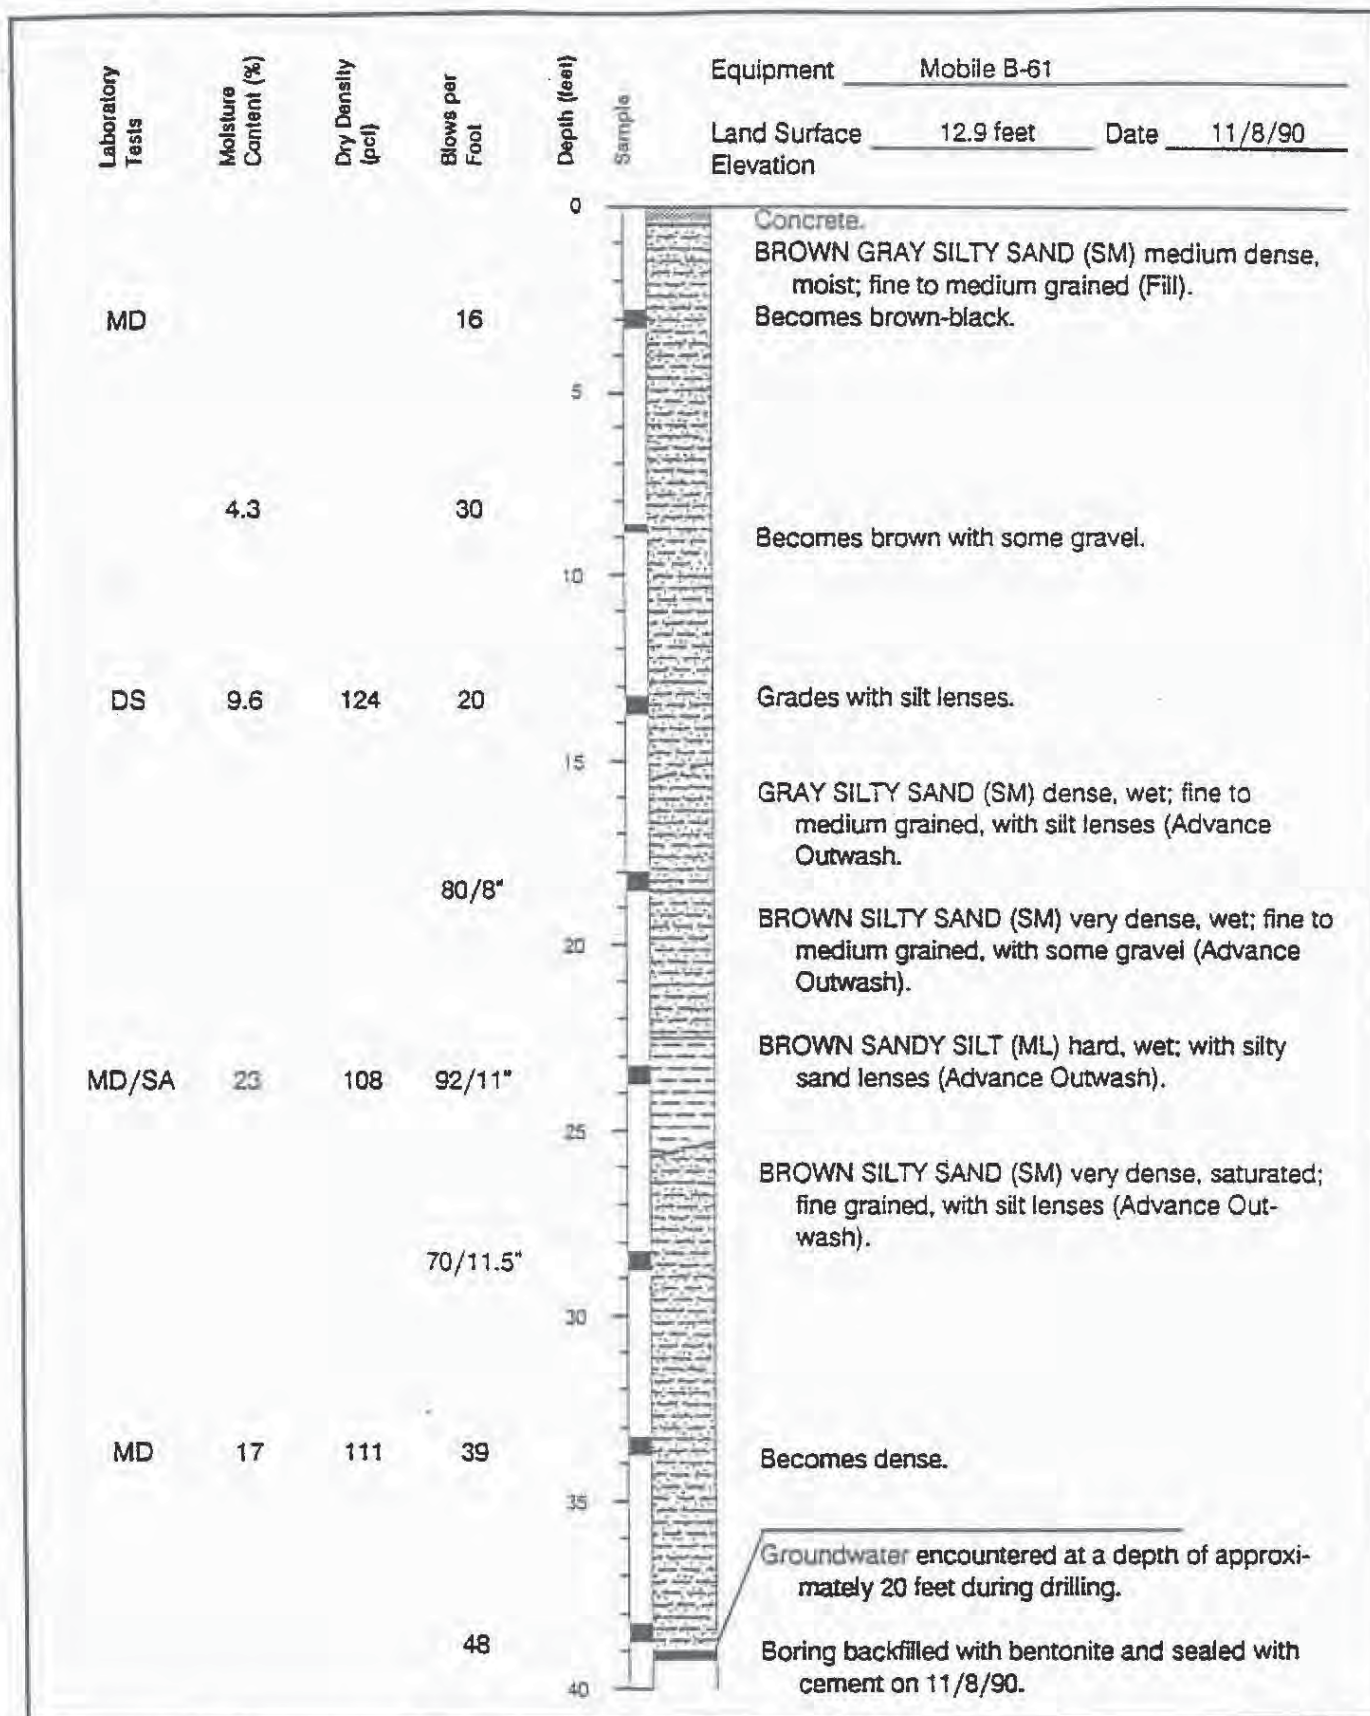 Laboratory
Tests
Moisture
Content (%)
Dry Density
(pcf)
Blows per
Foot
Depth (feet)
Sample
Equipment Mobile B-61
Land Surface 12.9 feet Date 11/8/90
Elevation
0
Concrete.
BROWN GRAY SILTY SAND (SM) medium dense,
moist; fine to medium grained (Fill).
MD 16 Becomes brown-black.
5
4.3 30
Becomes brown with some gravel.
10
DS 9.6 124 20 Grades with silt lenses.
15
GRAY SILTY SAND (SM) dense, wet; fine to
medium grained, with silt lenses (Advance
Outwash.
80/8"
BROWN SILTY SAND (SM) very dense, wet; fine to
20
medium grained, with some gravel (Advance
Outwash).
BROWN SANDY SILT (ML) hard, wet; with silty
sand lenses (Advance Outwash).
MD/SA 23 108 92/11"
25
BROWN SILTY SAND (SM) very dense, saturated;
fine grained, with silt lenses (Advance Out-
wash).
70/11.5"
30
MD 17 111 39 Becomes dense.
35
Groundwater encountered at a depth of approxi-
mately 20 feet during drilling.
48
Boring backfilled with bentonite and sealed with
cement on 11/8/90.
40